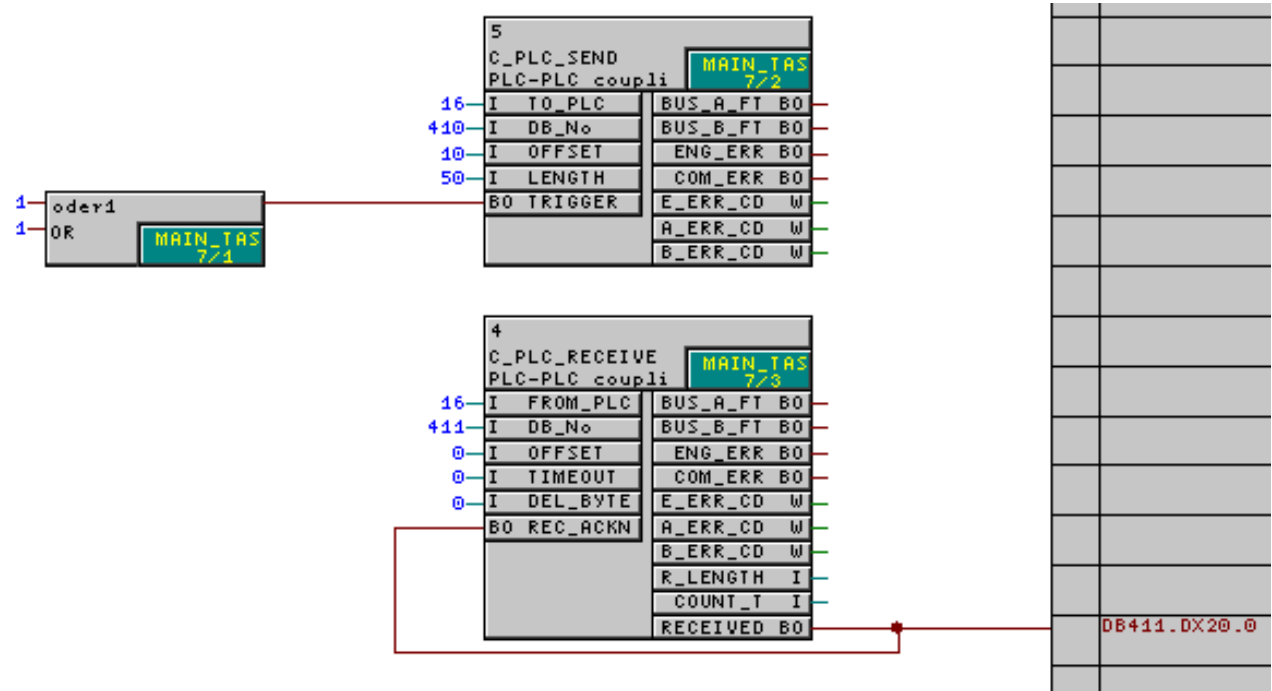 5
C_PLC_SEND
PLC-PLC coupli
MAIN_TAS
7/2
16 I TO_PLC BUS_A_FT BO
410 I DB_No BUS_B_FT BO
10 I OFFSET ENG_ERR BO
50 I LENGTH COM_ERR BO
BO TRIGGER E_ERR_CD W
A_ERR_CD W
B_ERR_CD W
1 oder1
1 OR
MAIN_TAS
7/1
4
C_PLC_RECEIVE
PLC-PLC coupli
MAIN_TAS
7/3
16 I FROM_PLC BUS_A_FT BO
411 I DB_No BUS_B_FT BO
0 I OFFSET ENG_ERR BO
0 I TIMEOUT COM_ERR BO
0 I DEL_BYTE E_ERR_CD W
BO REC_ACKN A_ERR_CD W
B_ERR_CD W
R_LENGTH I
COUNT_T I
RECEIVED BO
DB411.DX20.0